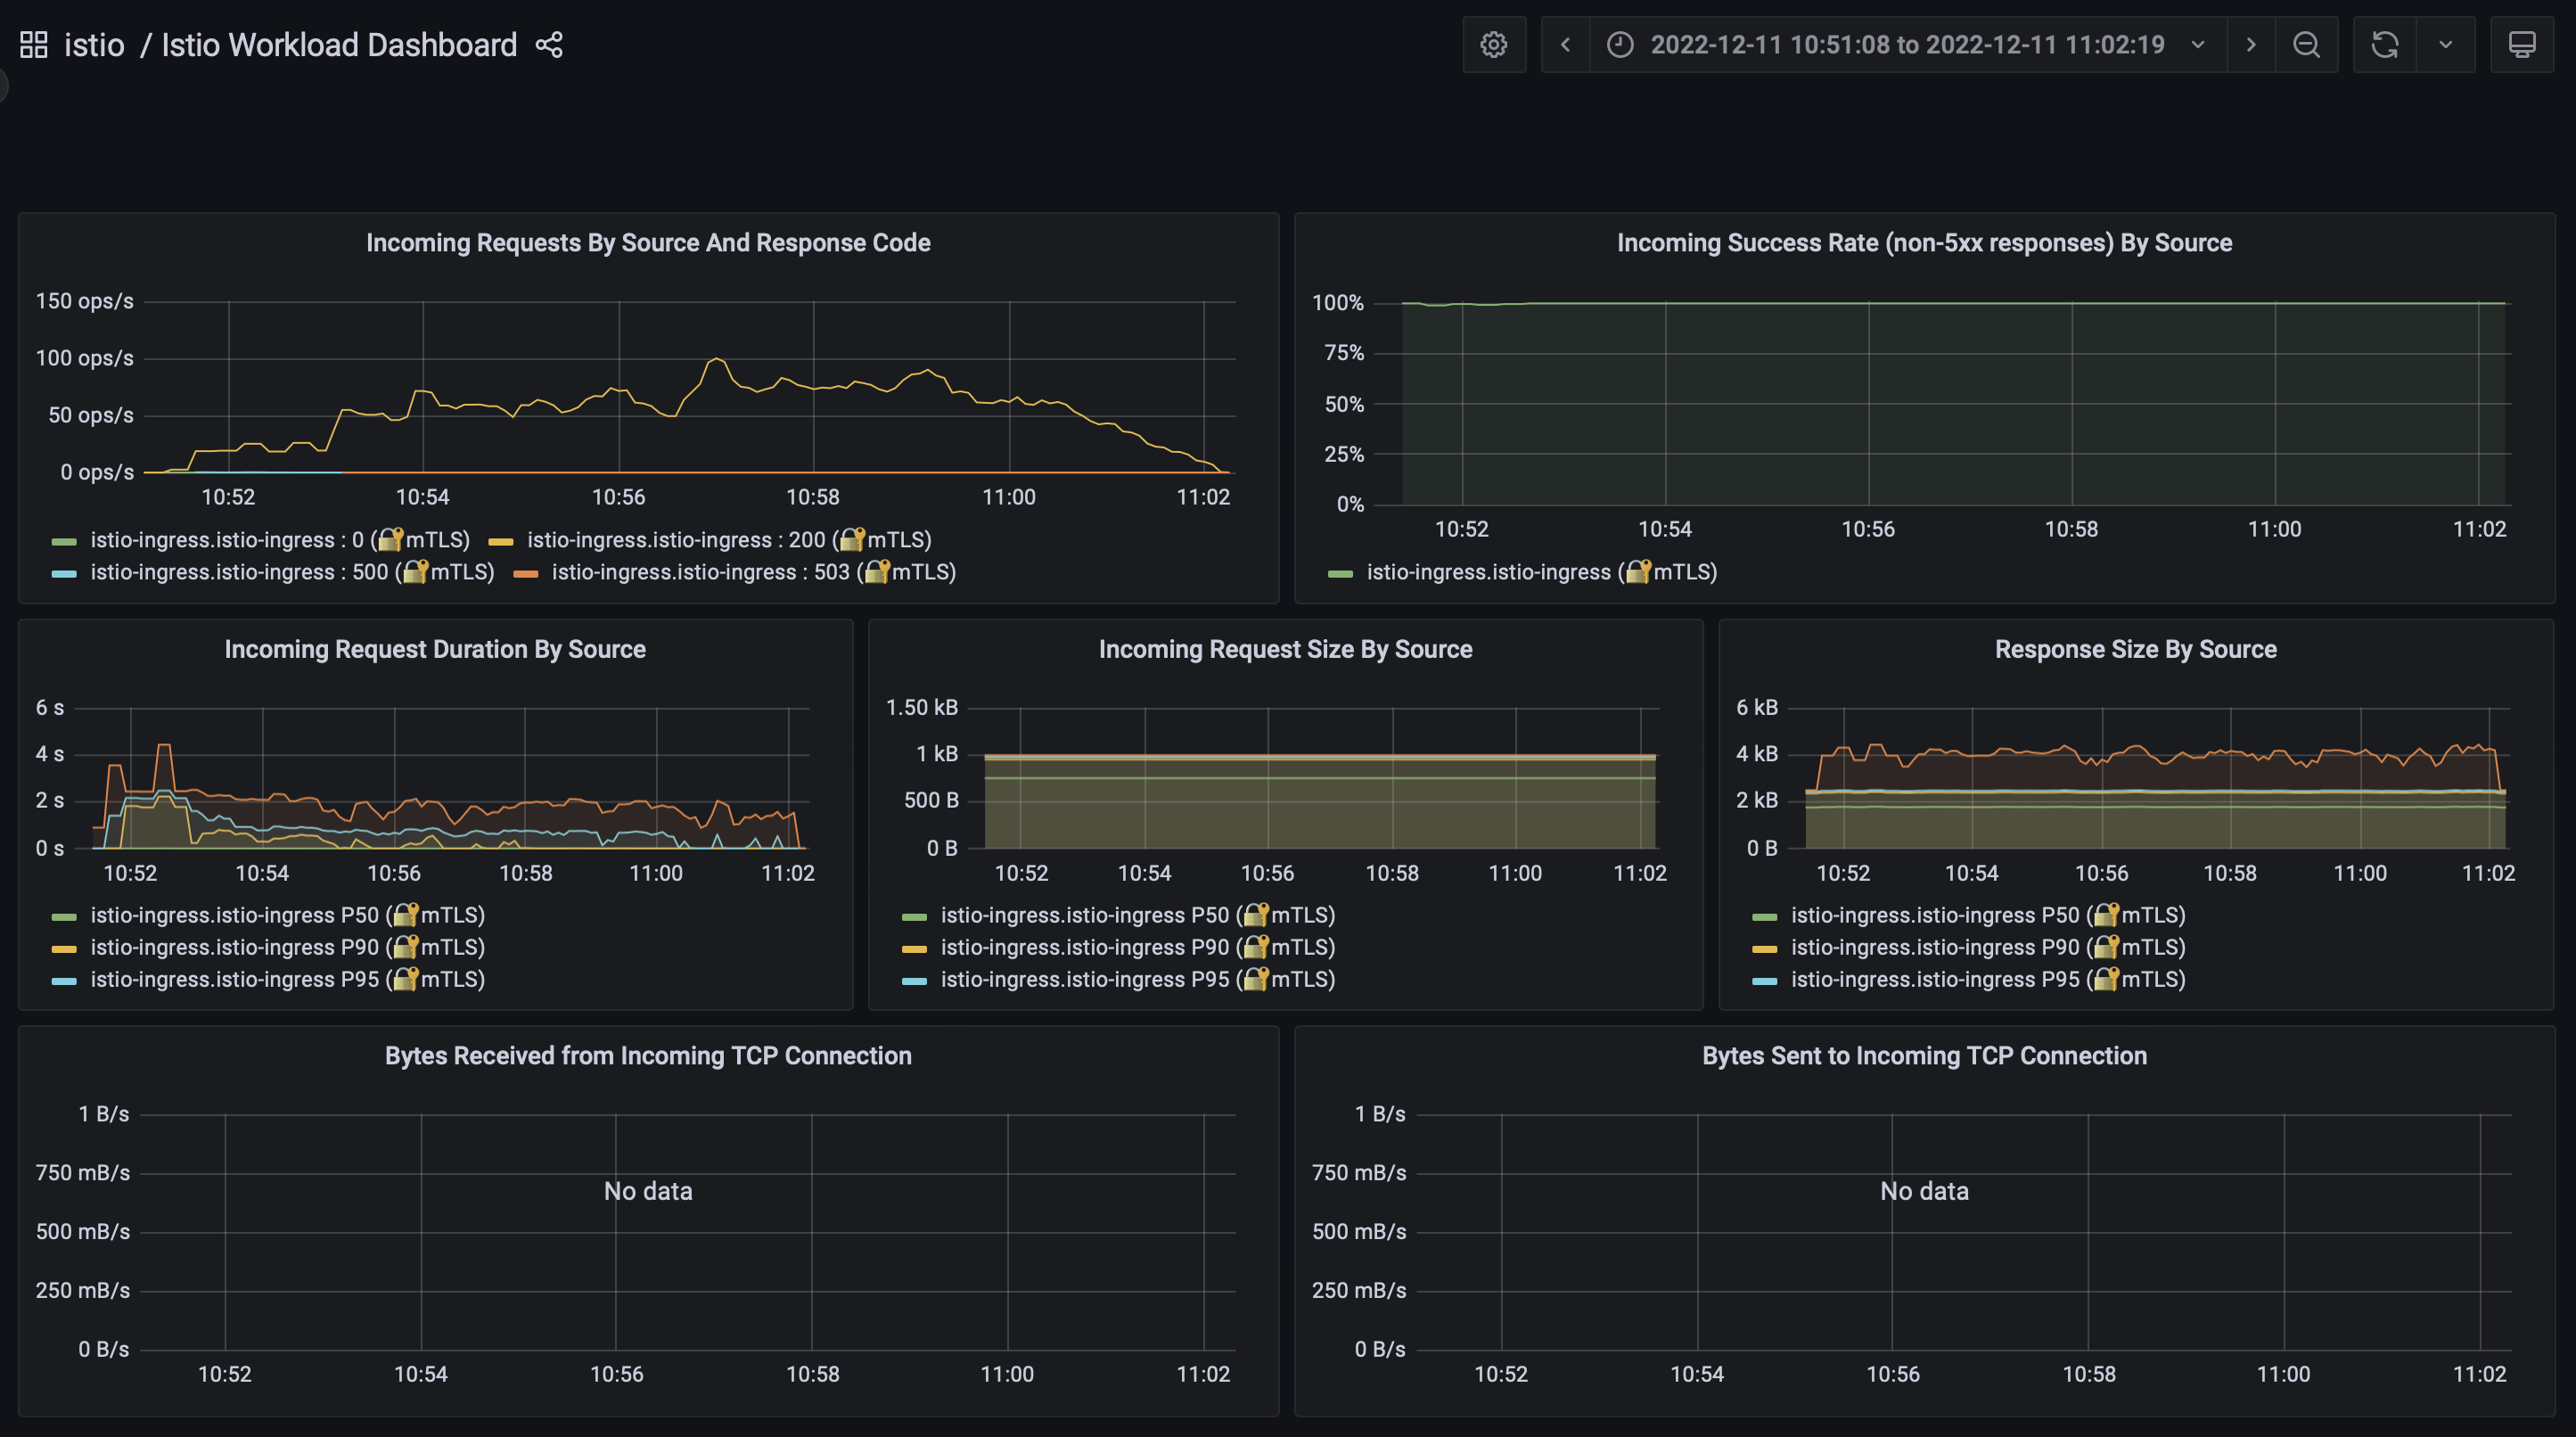 istio / Istio Workload Dashboard
2022-12-11 10:51:08 to 2022-12-11 11:02:19
Incoming Requests By Source And Response Code
150 ops/s
100 ops/s
50 ops/s
0 ops/s
10:52 10:54 10:56 10:58 11:00 11:02
istio-ingress.istio-ingress : 0 (🔐mTLS) istio-ingress.istio-ingress : 200 (🔐mTLS)
istio-ingress.istio-ingress : 500 (🔐mTLS) istio-ingress.istio-ingress : 503 (🔐mTLS)
Incoming Success Rate (non-5xx responses) By Source
100%
75%
50%
25%
0%
10:52 10:54 10:56 10:58 11:00 11:02
istio-ingress.istio-ingress (🔐mTLS)
Incoming Request Duration By Source
6 s
4 s
2 s
0 s
10:52 10:54 10:56 10:58 11:00 11:02
istio-ingress.istio-ingress P50 (🔐mTLS)
istio-ingress.istio-ingress P90 (🔐mTLS)
istio-ingress.istio-ingress P95 (🔐mTLS)
Incoming Request Size By Source
1.50 kB
1 kB
500 B
0 B
10:52 10:54 10:56 10:58 11:00 11:02
istio-ingress.istio-ingress P50 (🔐mTLS)
istio-ingress.istio-ingress P90 (🔐mTLS)
istio-ingress.istio-ingress P95 (🔐mTLS)
Response Size By Source
6 kB
4 kB
2 kB
0 B
10:52 10:54 10:56 10:58 11:00 11:02
istio-ingress.istio-ingress P50 (🔐mTLS)
istio-ingress.istio-ingress P90 (🔐mTLS)
istio-ingress.istio-ingress P95 (🔐mTLS)
Bytes Received from Incoming TCP Connection
1 B/s
750 mB/s
No data
500 mB/s
250 mB/s
0 B/s
10:52 10:54 10:56 10:58 11:00 11:02
Bytes Sent to Incoming TCP Connection
1 B/s
750 mB/s
No data
500 mB/s
250 mB/s
0 B/s
10:52 10:54 10:56 10:58 11:00 11:02